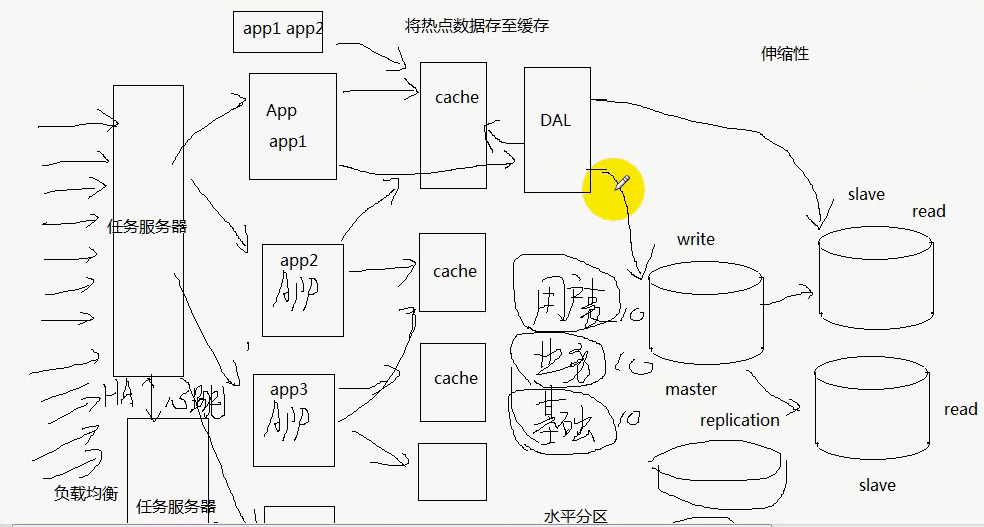 app1 app2
将热点数据存至缓存
伸缩性
App
app1
cache
DAL
任务服务器
slave
read
write
app2
APP
cache
用户表 10
业务 10
基础 10
master
app3
APP
cache
HA 心跳
replication
read
slave
负载均衡
任务服务器
水平分区